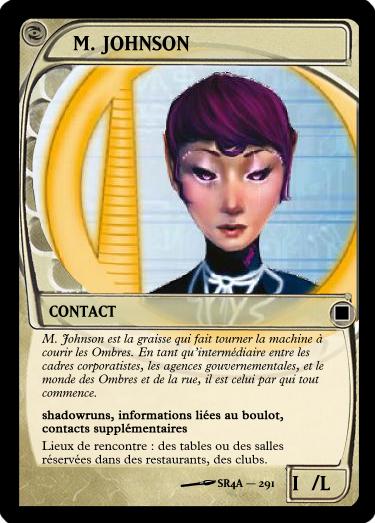 M. JOHNSON
CONTACT
M. Johnson est la graisse qui fait tourner la machine à
courir les Ombres. En tant qu'intermédiaire entre les
cadres corporatistes, les agences gouvernementales, et le
monde des Ombres et de la rue, il est celui par qui tout
commence.
shadowruns, informations liées au boulot,
contacts supplémentaires
Lieux de rencontre : des tables ou des salles
réservées dans des restaurants, des clubs.
SR4A — 291
I /L